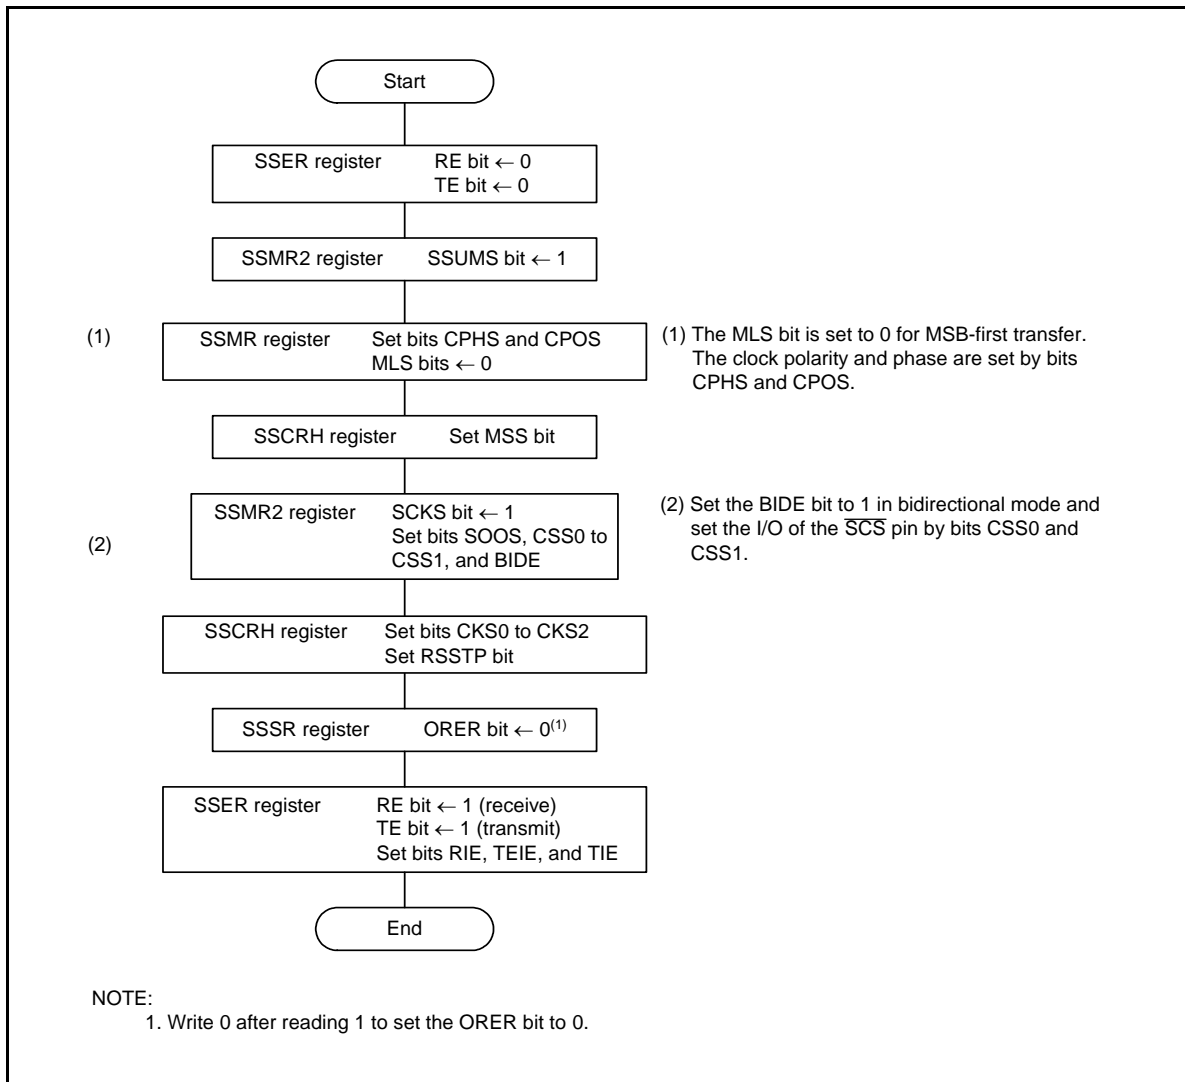 Start
SSER register RE bit ← 0
TE bit ← 0
SSMR2 register SSUMS bit ← 1
(1) SSMR register Set bits CPHS and CPOS
MLS bits ← 0
(1) The MLS bit is set to 0 for MSB-first transfer.
The clock polarity and phase are set by bits
CPHS and CPOS.
SSCRH register Set MSS bit
(2) SSMR2 register SCKS bit ← 1
Set bits SOOS, CSS0 to
CSS1, and BIDE
(2) Set the BIDE bit to 1 in bidirectional mode and
set the I/O of the S̅C̅S̅ pin by bits CSS0 and
CSS1.
SSCRH register Set bits CKS0 to CKS2
Set RSSTP bit
SSSR register ORER bit ← 0(1)
SSER register RE bit ← 1 (receive)
TE bit ← 1 (transmit)
Set bits RIE, TEIE, and TIE
End
NOTE:
1. Write 0 after reading 1 to set the ORER bit to 0.